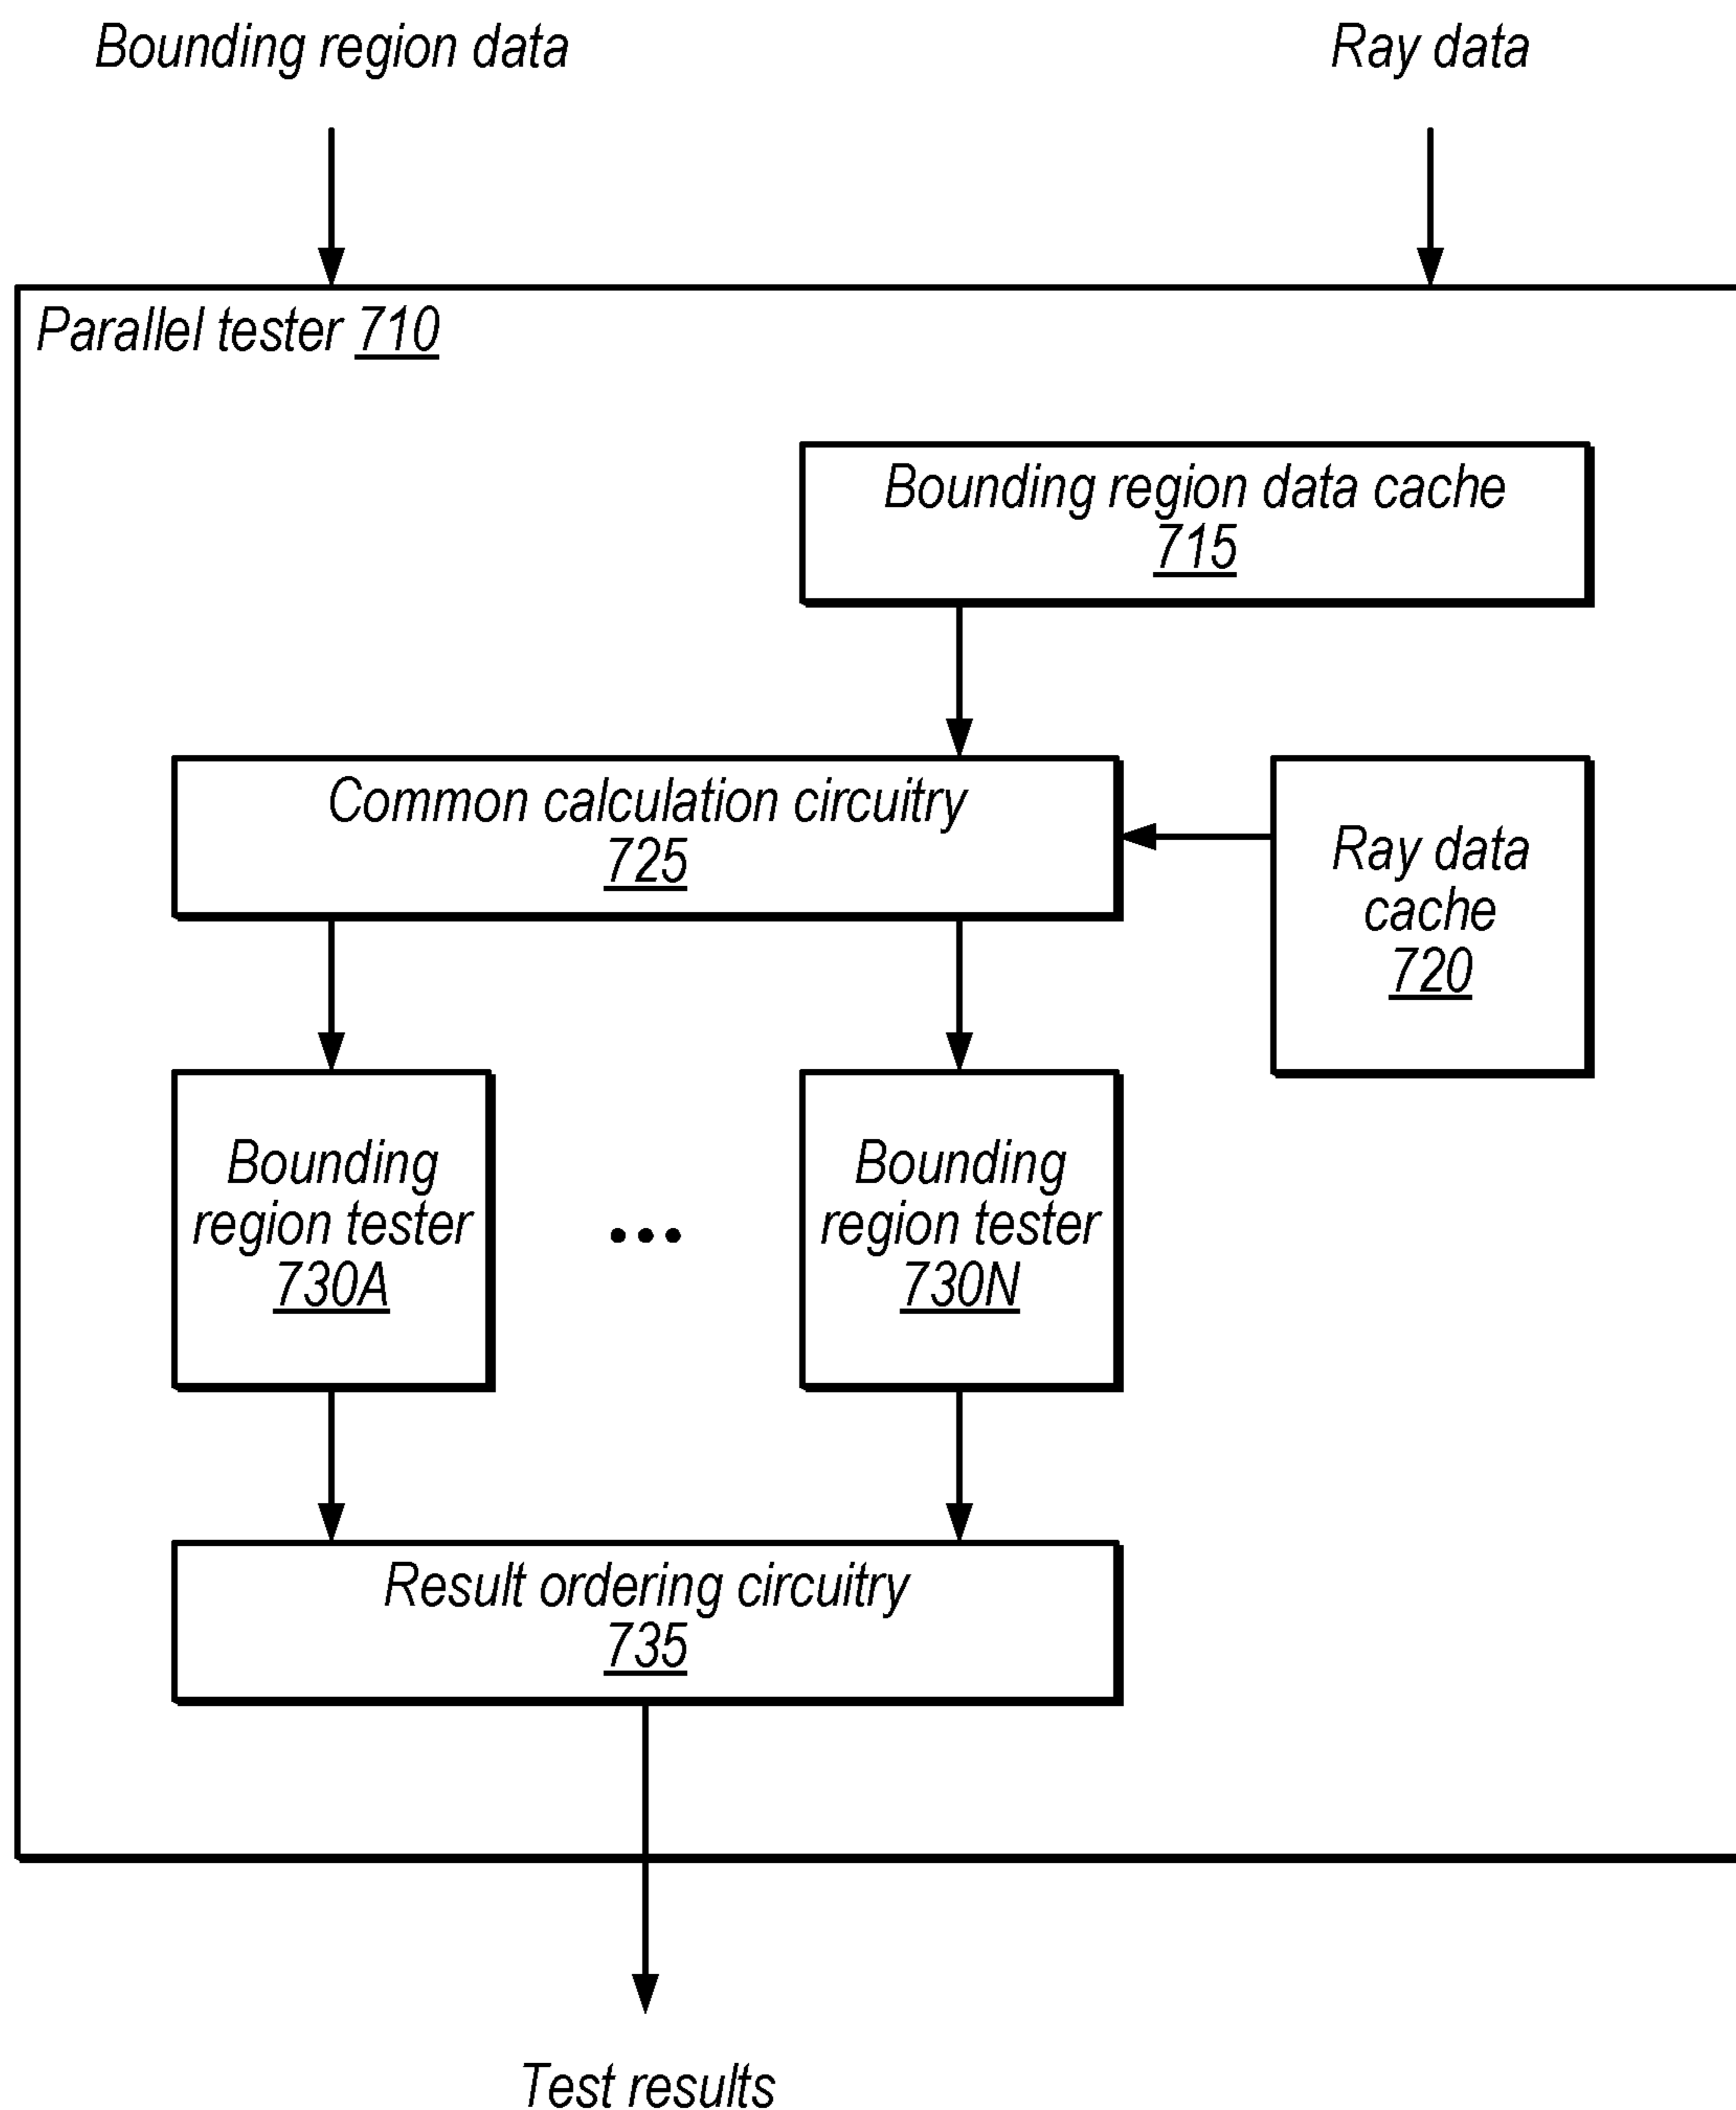 Bounding region data
Ray data
Parallel tester 710
Bounding region data cache
715
Common calculation circuitry
725
Ray data
cache
720
Bounding
region tester
730A
...
Bounding
region tester
730N
Result ordering circuitry
735
Test results